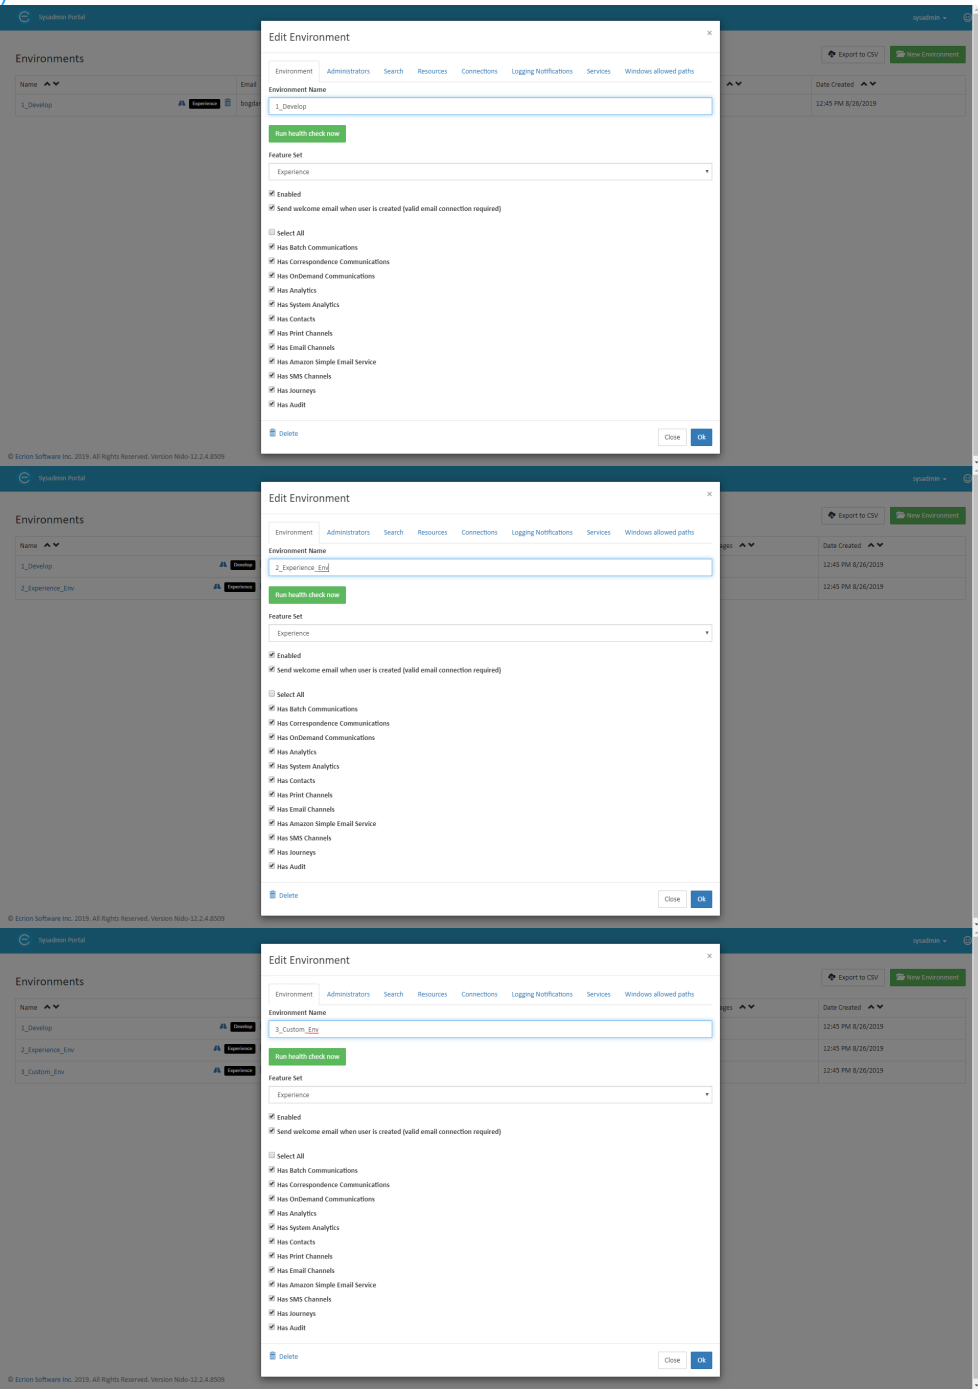 Sysadmin Portal
sysadmin
Environments
Export to CSV
New Environment
Name
Email
Date Created
1_Develop
Experience
bogdan
12:45 PM 8/26/2019
Edit Environment
×
Environment Administrators Search Resources Connections Logging Notifications Services Windows allowed paths
Environment Name
1_Develop
Run health check now
Feature Set
Experience
Enabled
Send welcome email when user is created (valid email connection required)
Select All
Has Batch Communications
Has Correspondence Communications
Has OnDemand Communications
Has Analytics
Has System Analytics
Has Contacts
Has Print Channels
Has Email Channels
Has Amazon Simple Email Service
Has SMS Channels
Has Journeys
Has Audit
Delete
Close
Ok
© Ecrion Software Inc. 2019. All Rights Reserved. Version Nido-12.2.4.8509
Sysadmin Portal
sysadmin
Environments
Export to CSV
New Environment
Name
Date Created
1_Develop
Develop
12:45 PM 8/26/2019
2_Experience_Env
Experience
12:45 PM 8/26/2019
Edit Environment
×
Environment Administrators Search Resources Connections Logging Notifications Services Windows allowed paths
Environment Name
2_Experience_Env
Run health check now
Feature Set
Experience
Enabled
Send welcome email when user is created (valid email connection required)
Select All
Has Batch Communications
Has Correspondence Communications
Has OnDemand Communications
Has Analytics
Has System Analytics
Has Contacts
Has Print Channels
Has Email Channels
Has Amazon Simple Email Service
Has SMS Channels
Has Journeys
Has Audit
Delete
Close
Ok
© Ecrion Software Inc. 2019. All Rights Reserved. Version Nido-12.2.4.8509
Sysadmin Portal
sysadmin
Environments
Export to CSV
New Environment
Name
Date Created
1_Develop
Develop
12:45 PM 8/26/2019
2_Experience_Env
Experience
12:45 PM 8/26/2019
3_Custom_Env
Experience
12:45 PM 8/26/2019
Edit Environment
×
Environment Administrators Search Resources Connections Logging Notifications Services Windows allowed paths
Environment Name
3_Custom_Env
Run health check now
Feature Set
Experience
Enabled
Send welcome email when user is created (valid email connection required)
Select All
Has Batch Communications
Has Correspondence Communications
Has OnDemand Communications
Has Analytics
Has System Analytics
Has Contacts
Has Print Channels
Has Email Channels
Has Amazon Simple Email Service
Has SMS Channels
Has Journeys
Has Audit
Delete
Close
Ok
© Ecrion Software Inc. 2019. All Rights Reserved. Version Nido-12.2.4.8509